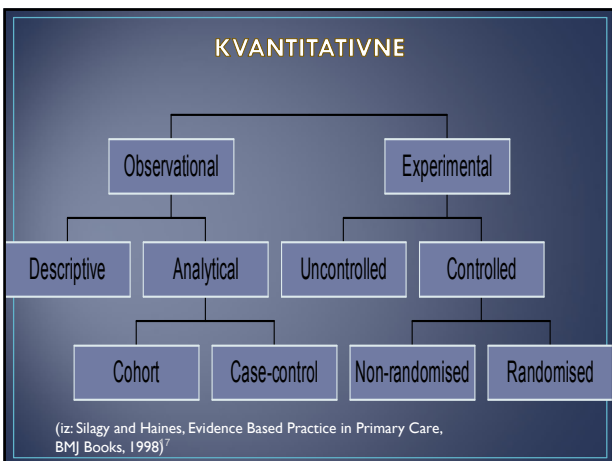 KVANTITATIVNE
Observational
Experimental
Descriptive
Analytical
Uncontrolled
Controlled
Cohort
Case-control
Non-randomised
Randomised
(iz: Silagy and Haines, Evidence Based Practice in Primary Care,
BMJ Books, 1998)
17